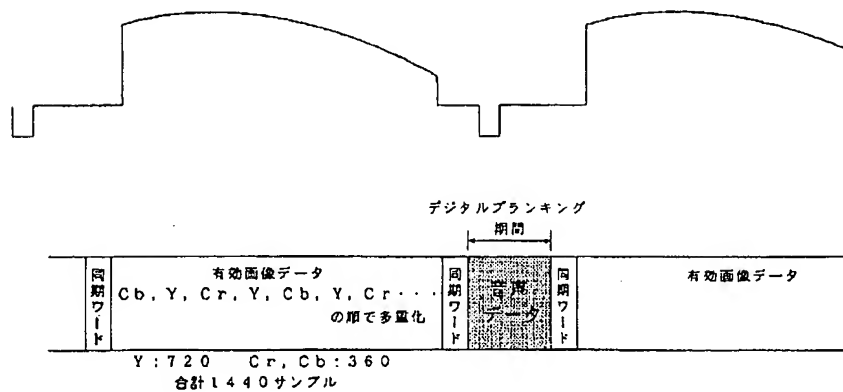 デジタルブランキング
期間
同期ワード
有効画像データ
Cb, Y, Cr, Y, Cb, Y, Cr・・・
の順で多重化
同期ワード
音声
データ
同期ワード
有効画像データ
Y:720 Cr, Cb:360
合計1440サンプル